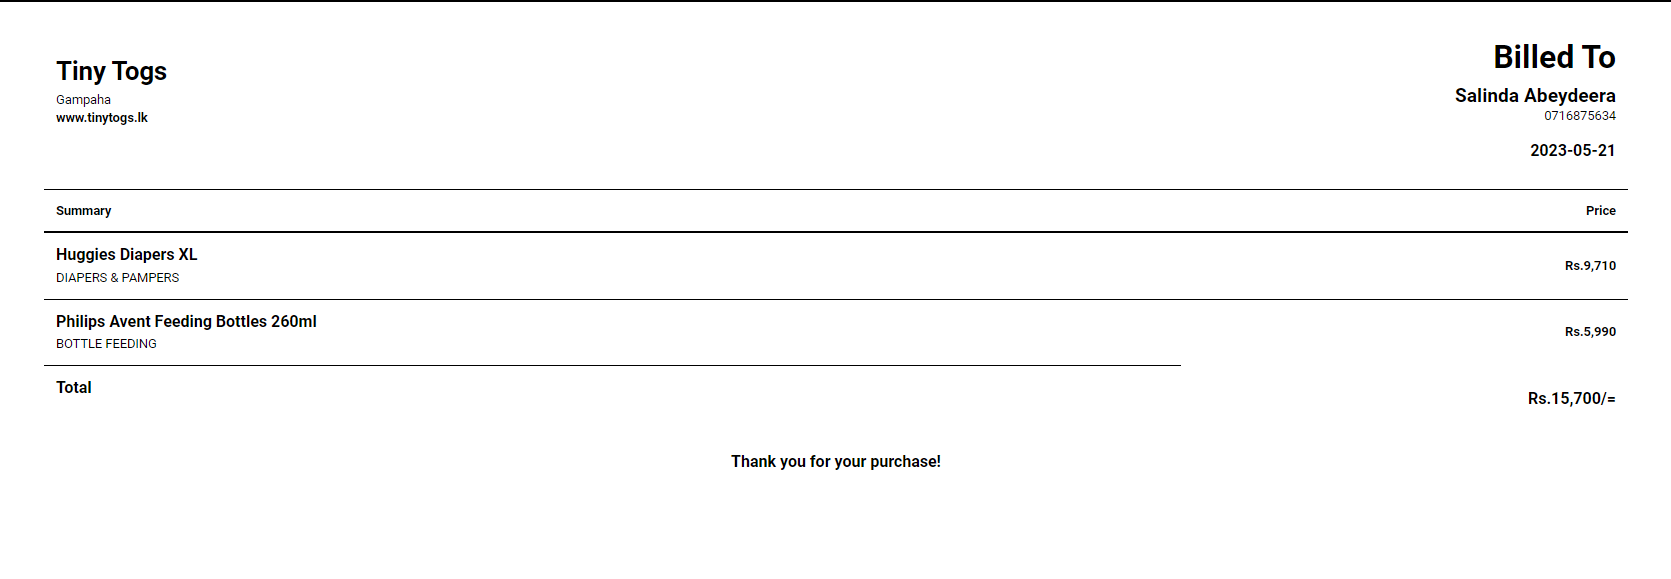 Tiny Togs
Gampaha
www.tinytogs.lk
Billed To
Salinda Abeydeera
0716875634
2023-05-21
Summary Price
Huggies Diapers XL
DIAPERS & PAMPERS
Rs.9,710
Philips Avent Feeding Bottles 260ml
BOTTLE FEEDING
Rs.5,990
Total
Rs.15,700/=
Thank you for your purchase!